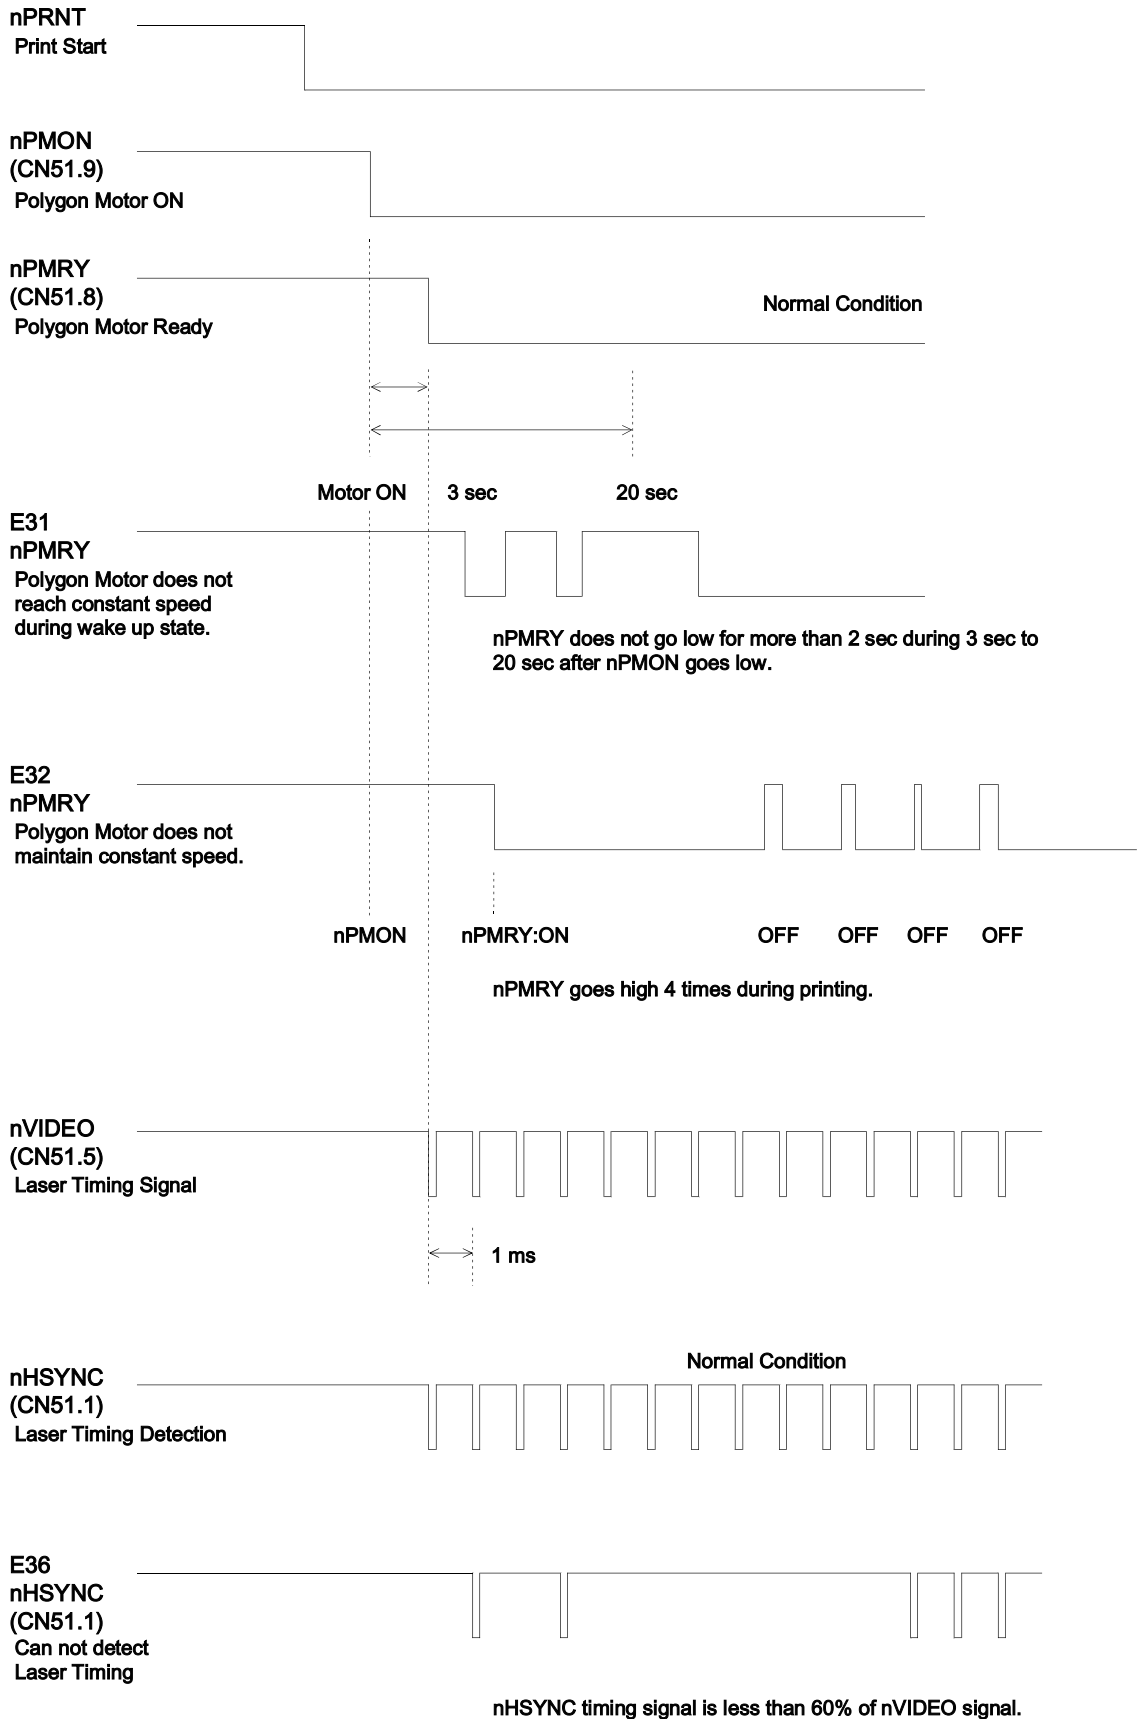 nPRNT
Print Start
nPMON
(CN51.9)
Polygon Motor ON
nPMRY
(CN51.8)
Polygon Motor Ready
Normal Condition
Motor ON
3 sec
20 sec
E31
nPMRY
Polygon Motor does not
reach constant speed
during wake up state.
nPMRY does not go low for more than 2 sec during 3 sec to
20 sec after nPMON goes low.
E32
nPMRY
Polygon Motor does not
maintain constant speed.
nPMON
nPMRY:ON
OFF
OFF
OFF
OFF
nPMRY goes high 4 times during printing.
nVIDEO
(CN51.5)
Laser Timing Signal
1 ms
Normal Condition
nHSYNC
(CN51.1)
Laser Timing Detection
E36
nHSYNC
(CN51.1)
Can not detect
Laser Timing
nHSYNC timing signal is less than 60% of nVIDEO signal.